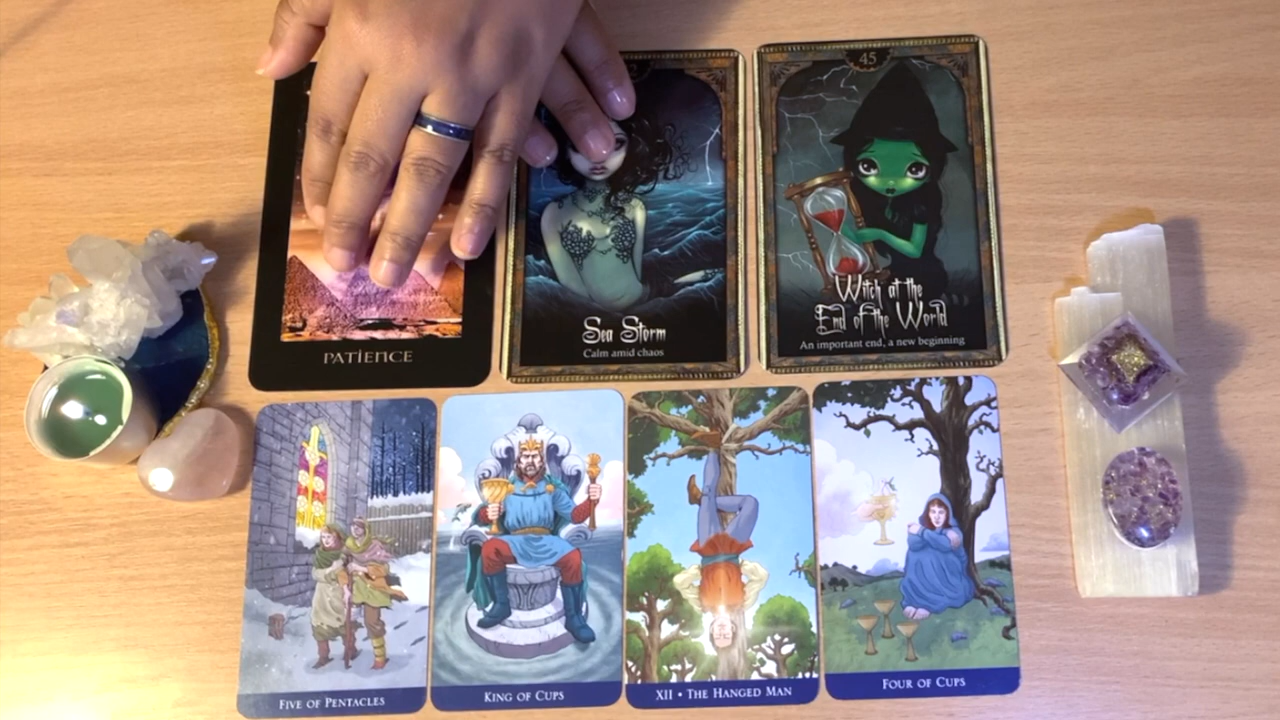 45
PATIENCE
Sea Storm
Calm amid chaos
Witch at the
End of the World
An important end, a new beginning
FIVE OF PENTACLES
KING OF CUPS
XII • THE HANGED MAN
FOUR OF CUPS